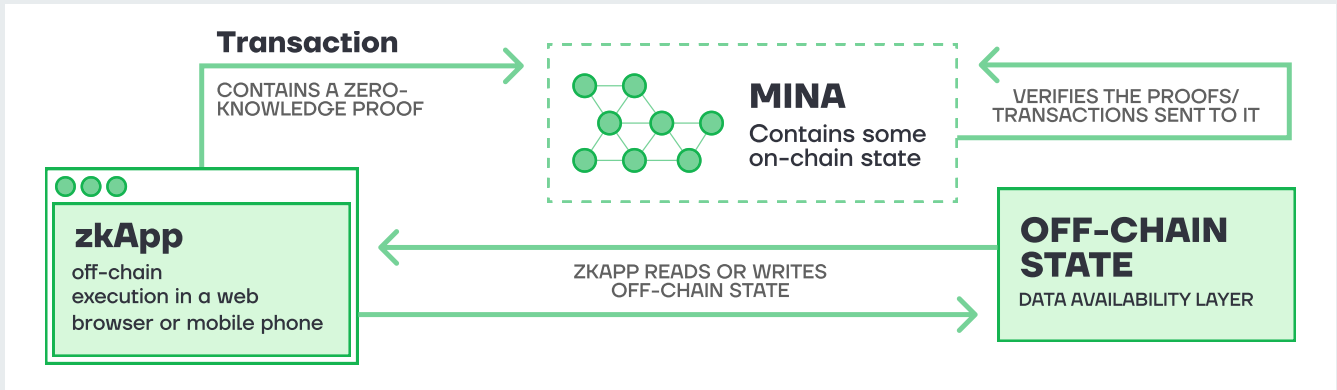 Transaction
CONTAINS A ZERO-
KNOWLEDGE PROOF
MINA
Contains some
on-chain state
VERIFIES THE PROOFS/
TRANSACTIONS SENT TO IT
zkApp
off-chain
execution in a web
browser or mobile phone
ZKAPP READS OR WRITES
OFF-CHAIN STATE
OFF-CHAIN
STATE
DATA AVAILABILITY LAYER